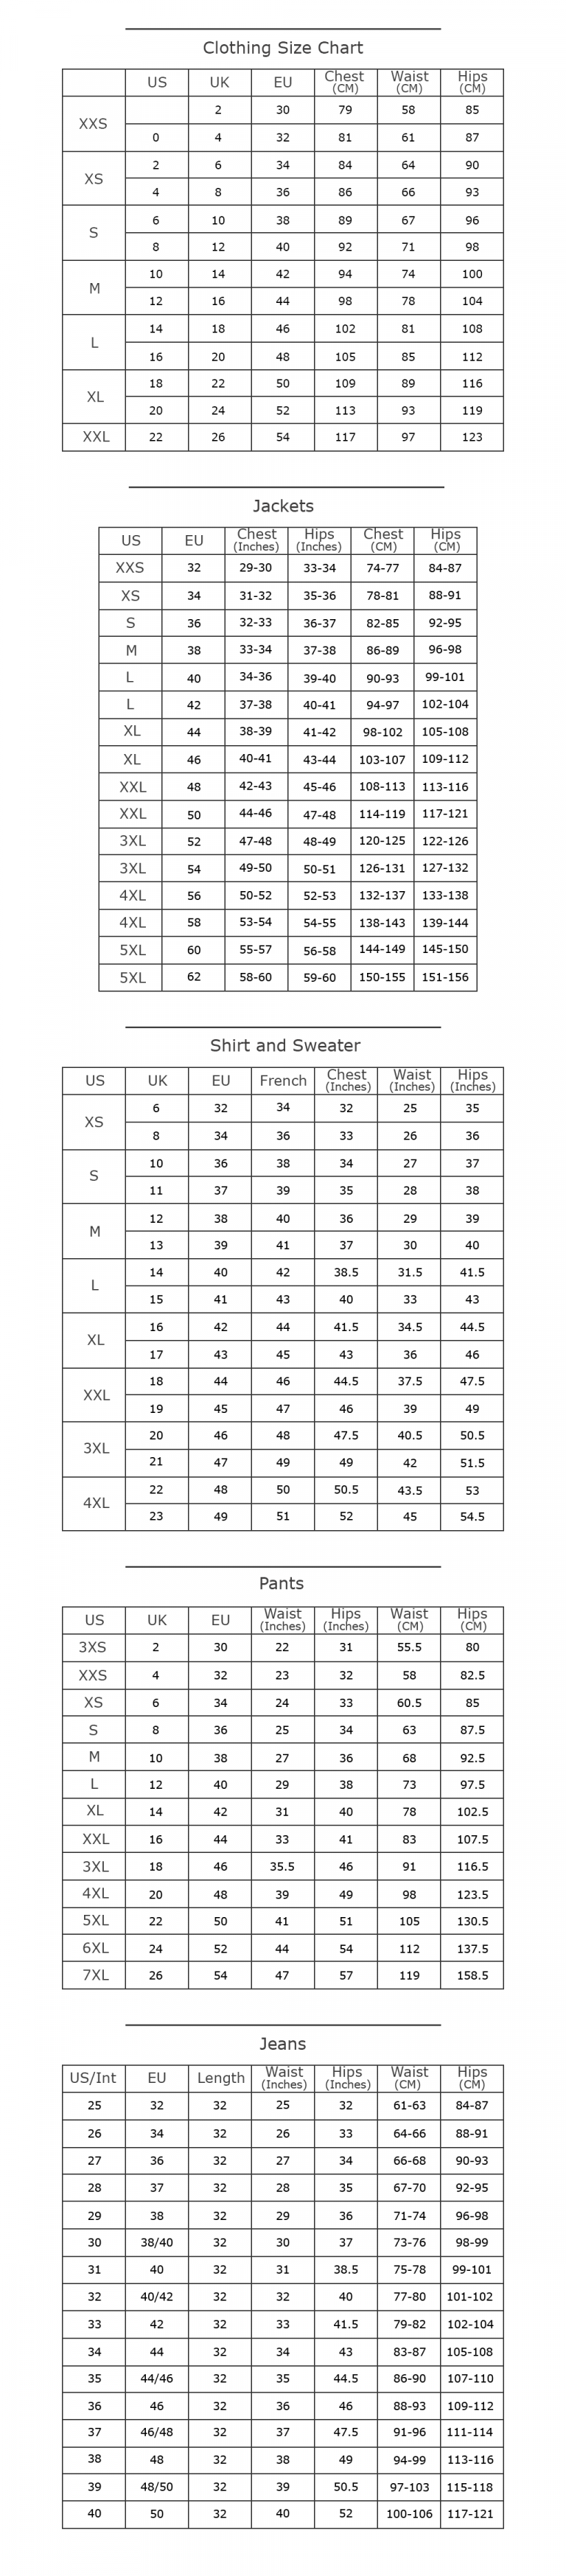 Clothing Size Chart
US UK EU Chest (CM) Waist (CM) Hips (CM)
XXS 2 30 79 58 85
0 4 32 81 61 87
XS 2 6 34 84 64 90
4 8 36 86 66 93
S 6 10 38 89 67 96
8 12 40 92 71 98
M 10 14 42 94 74 100
12 16 44 98 78 104
L 14 18 46 102 81 108
16 20 48 105 85 112
XL 18 22 50 109 89 116
20 24 52 113 93 119
XXL 22 26 54 117 97 123
Jackets
US EU Chest (Inches) Hips (Inches) Chest (CM) Hips (CM)
XXS 32 29-30 33-34 74-77 84-87
XS 34 31-32 35-36 78-81 88-91
S 36 32-33 36-37 82-85 92-95
M 38 33-34 37-38 86-89 96-98
L 40 34-36 39-40 90-93 99-101
L 42 37-38 40-41 94-97 102-104
XL 44 38-39 41-42 98-102 105-108
XL 46 40-41 43-44 103-107 109-112
XXL 48 42-43 45-46 108-113 113-116
XXL 50 44-46 47-48 114-119 117-121
3XL 52 47-48 48-49 120-125 122-126
3XL 54 49-50 50-51 126-131 127-132
4XL 56 50-52 52-53 132-137 133-138
4XL 58 53-54 54-55 138-143 139-144
5XL 60 55-57 56-58 144-149 145-150
5XL 62 58-60 59-60 150-155 151-156
Shirt and Sweater
US UK EU French Chest (Inches) Waist (Inches) Hips (Inches)
XS 6 32 34 32 25 35
8 34 36 33 26 36
S 10 36 38 34 27 37
11 37 39 35 28 38
M 12 38 40 36 29 39
13 39 41 37 30 40
L 14 40 42 38.5 31.5 41.5
15 41 43 40 33 43
XL 16 42 44 41.5 34.5 44.5
17 43 45 43 36 46
XXL 18 44 46 44.5 37.5 47.5
19 45 47 46 39 49
3XL 20 46 48 47.5 40.5 50.5
21 47 49 49 42 51.5
4XL 22 48 50 50.5 43.5 53
23 49 51 52 45 54.5
Pants
US UK EU Waist (Inches) Hips (Inches) Waist (CM) Hips (CM)
3XS 2 30 22 31 55.5 80
XXS 4 32 23 32 58 82.5
XS 6 34 24 33 60.5 85
S 8 36 25 34 63 87.5
M 10 38 27 36 68 92.5
L 12 40 29 38 73 97.5
XL 14 42 31 40 78 102.5
XXL 16 44 33 41 83 107.5
3XL 18 46 35.5 46 91 116.5
4XL 20 48 39 49 98 123.5
5XL 22 50 41 51 105 130.5
6XL 24 52 44 54 112 137.5
7XL 26 54 47 57 119 158.5
Jeans
US/Int EU Length Waist (Inches) Hips (Inches) Waist (CM) Hips (CM)
25 32 32 25 32 61-63 84-87
26 34 32 26 33 64-66 88-91
27 36 32 27 34 66-68 90-93
28 37 32 28 35 67-70 92-95
29 38 32 29 36 71-74 96-98
30 38/40 32 30 37 73-76 98-99
31 40 32 31 38.5 75-78 99-101
32 40/42 32 32 40 77-80 101-102
33 42 32 33 41.5 79-82 102-104
34 44 32 34 43 83-87 105-108
35 44/46 32 35 44.5 86-90 107-110
36 46 32 36 46 88-93 109-112
37 46/48 32 37 47.5 91-96 111-114
38 48 32 38 49 94-99 113-116
39 48/50 32 39 50.5 97-103 115-118
40 50 32 40 52 100-106 117-121